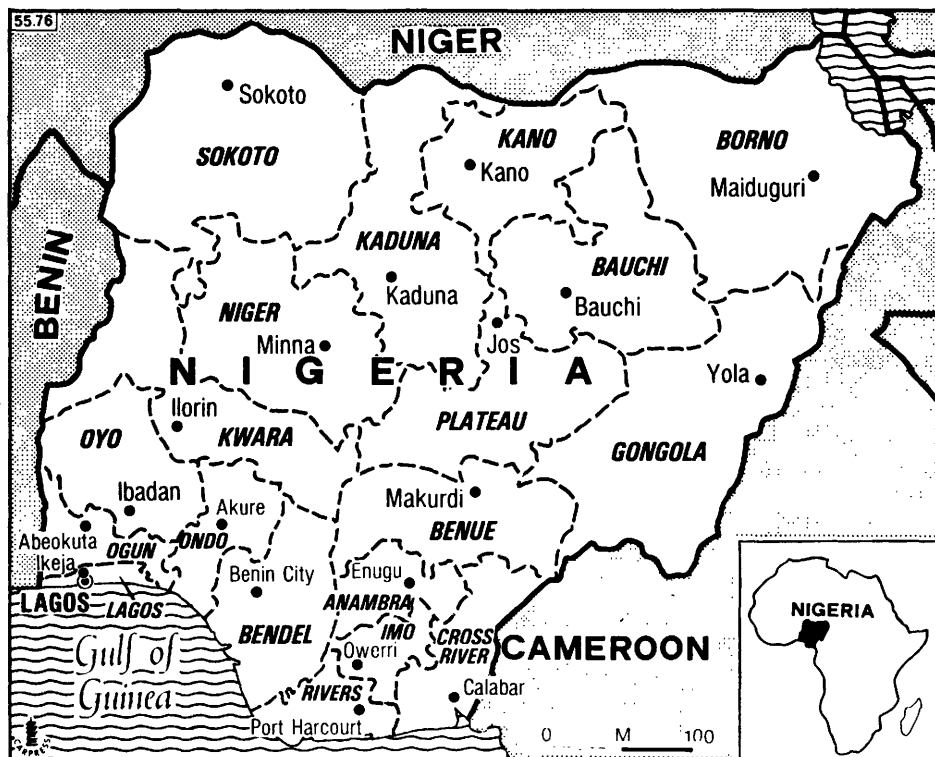 55.76
NIGER
Sokoto
SOKOTO
KANO
Kano
BORNO
Maiduguri
BENIN
KADUNA
Kaduna
BAUCHI
Bauchi
NIGER
Minna
Jos
NIGERIA
Yola
Ilorin
OYO
KWARA
PLATEAU
GONGOLA
Ibadan
Akure
Makurdi
BENUE
Abeokuta
OGUN
ONDO
Ikeja
LAGOS
LAGOS
Benin City
Enugu
ANAMBRA
BENDEL
IMO
Owerri
CROSS
RIVER
CAMEROON
Gulf of
Guinea
RIVERS
Port Harcourt
Calabar
0 M 100
NIGERIA
CARPRESS